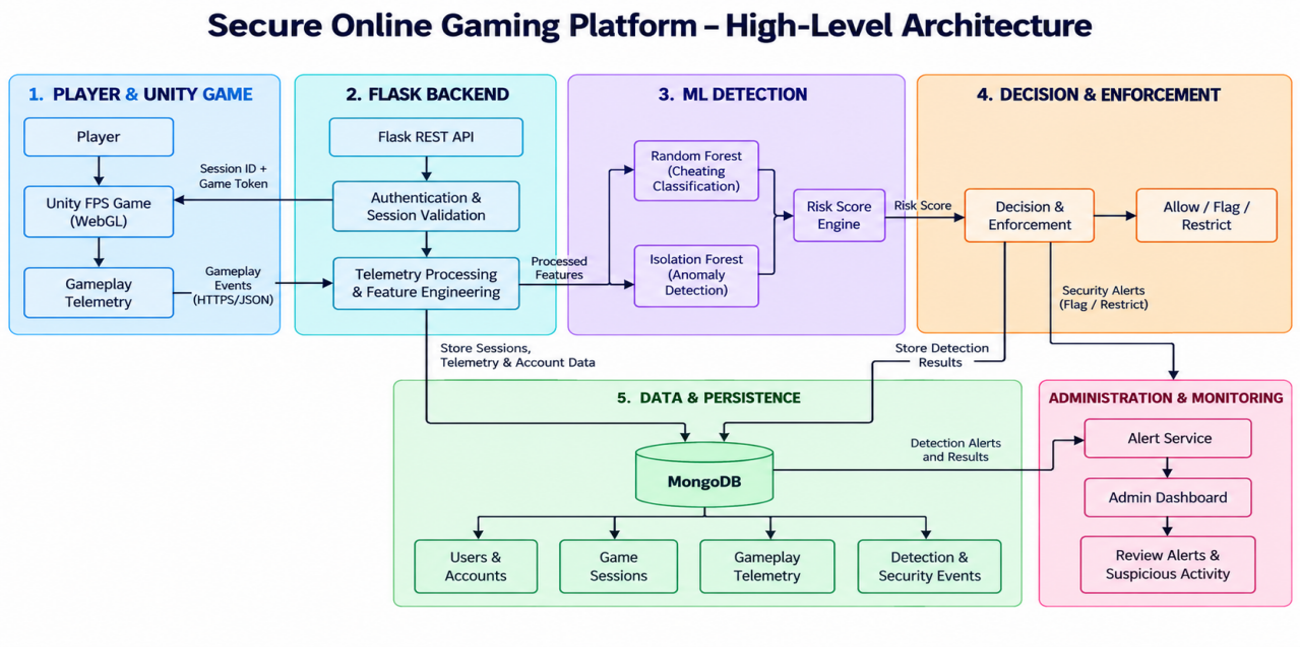 Secure Online Gaming Platform – High-Level Architecture
1. PLAYER & UNITY GAME
Player
Unity FPS Game
(WebGL)
Gameplay
Telemetry
Session ID +
Game Token
Gameplay
Events
(HTTPS/JSON)
2. FLASK BACKEND
Flask REST API
Authentication &
Session Validation
Telemetry Processing
& Feature Engineering
Processed
Features
3. ML DETECTION
Random Forest
(Cheating
Classification)
Isolation Forest
(Anomaly
Detection)
Risk Score
Engine
Risk Score
4. DECISION & ENFORCEMENT
Decision &
Enforcement
Allow / Flag /
Restrict
Security Alerts
(Flag / Restrict)
Store Sessions,
Telemetry & Account Data
Store Detection
Results
5. DATA & PERSISTENCE
MongoDB
Detection Alerts
and Results
Users &
Accounts
Game
Sessions
Gameplay
Telemetry
Detection &
Security Events
ADMINISTRATION & MONITORING
Alert Service
Admin Dashboard
Review Alerts &
Suspicious Activity